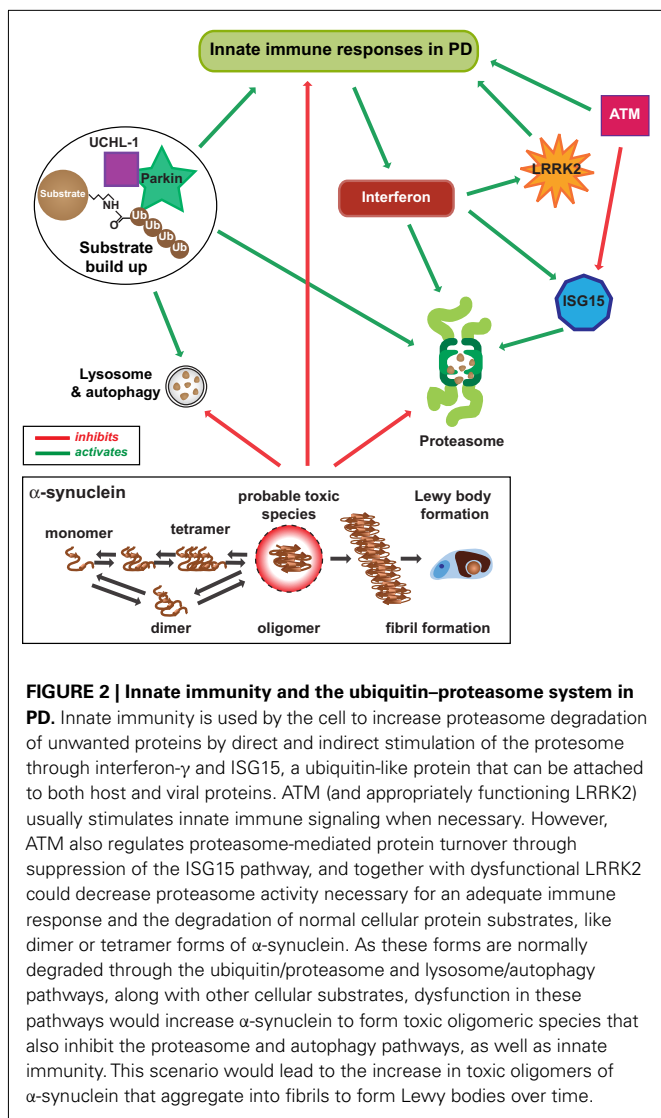 Innate immune responses in PD
ATM
UCHL-1
LRRK2
Parkin
Substrate
Interferon
NH
Ub
Ub
Ub
Ub
O
Substrate
build up
ISG15
Lysosome
& autophagy
Proteasome
inhibits
activates
α-synuclein
probable toxic
species
Lewy body
formation
monomer
tetramer
dimer
oligomer
fibril formation
FIGURE 2 | Innate immunity and the ubiquitin–proteasome system in
PD. Innate immunity is used by the cell to increase proteasome degradation
of unwanted proteins by direct and indirect stimulation of the protesome
through interferon-γ and ISG15, a ubiquitin-like protein that can be attached
to both host and viral proteins. ATM (and appropriately functioning LRRK2)
usually stimulates innate immune signaling when necessary. However,
ATM also regulates proteasome-mediated protein turnover through
suppression of the ISG15 pathway, and together with dysfunctional LRRK2
could decrease proteasome activity necessary for an adequate immune
response and the degradation of normal cellular protein substrates, like
dimer or tetramer forms of α-synuclein. As these forms are normally
degraded through the ubiquitin/proteasome and lysosome/autophagy
pathways, along with other cellular substrates, dysfunction in these
pathways would increase α-synuclein to form toxic oligomeric species that
also inhibit the proteasome and autophagy pathways, as well as innate
immunity. This scenario would lead to the increase in toxic oligomers of
α-synuclein that aggregate into fibrils to form Lewy bodies over time.